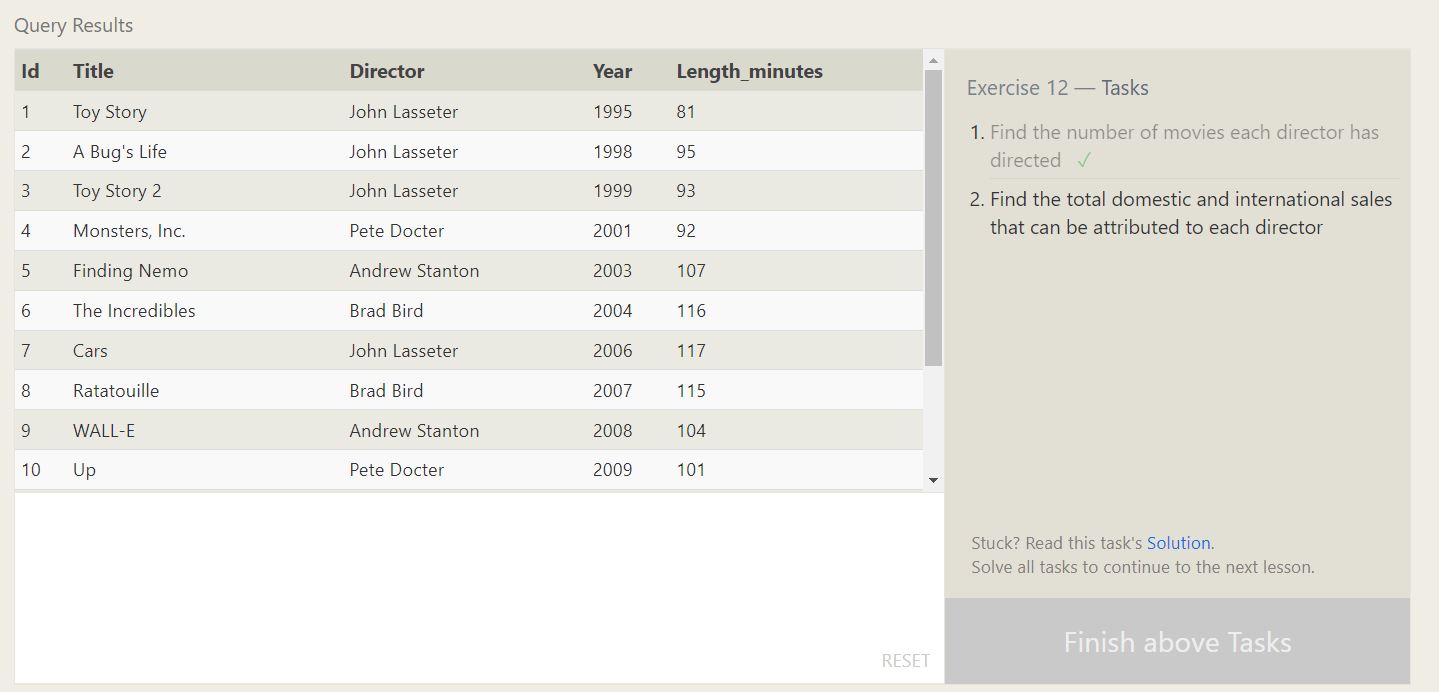 Query Results
Id Title Director Year Length_minutes
1 Toy Story John Lasseter 1995 81
2 A Bug's Life John Lasseter 1998 95
3 Toy Story 2 John Lasseter 1999 93
4 Monsters, Inc. Pete Docter 2001 92
5 Finding Nemo Andrew Stanton 2003 107
6 The Incredibles Brad Bird 2004 116
7 Cars John Lasseter 2006 117
8 Ratatouille Brad Bird 2007 115
9 WALL-E Andrew Stanton 2008 104
10 Up Pete Docter 2009 101
RESET
Exercise 12 — Tasks
1. Find the number of movies each director has
directed ✓
2. Find the total domestic and international sales
that can be attributed to each director
Stuck? Read this task's Solution.
Solve all tasks to continue to the next lesson.
Finish above Tasks